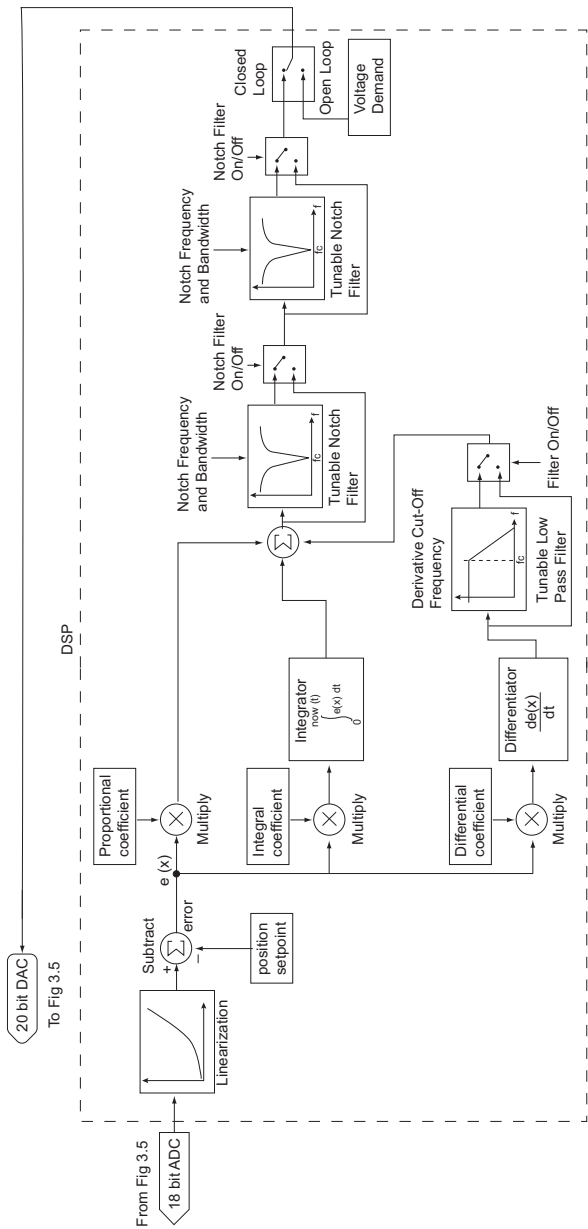 From Fig 3.5
18 bit ADC
20 bit DAC
To Fig 3.5
DSP
Linearization
Subtract
+
Σ
−
error
position
setpoint
e (x)
Proportional
coefficient
×
Multiply
Integral
coefficient
×
Multiply
Differential
coefficient
×
Multiply
Integrator
now (t)
∫ e(x) dt
0
Differentiator
de(x)
dt
Σ
Derivative Cut-Off
Frequency
fc
f
Tunable Low
Pass Filter
Filter On/Off
Notch Frequency
and Bandwidth
fc
f
Tunable Notch
Filter
Notch Filter
On/Off
Notch Frequency
and Bandwidth
fc
f
Tunable Notch
Filter
Notch Filter
On/Off
Closed
Loop
Open Loop
Voltage
Demand